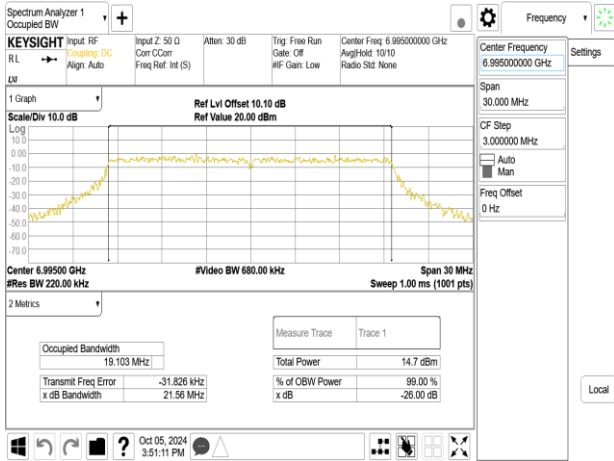 Spectrum Analyzer 1
Occupied BW
Frequency
KEYSIGHT
Input: RF
Coupling: DC
Align: Auto
Input Z: 50 Ω
Corr CCorr
Freq Ref: Int (S)
Atten: 30 dB
Trig: Free Run
Gate: Off
#IF Gain: Low
Center Freq: 6.995000000 GHz
Avg|Hold: 10/10
Radio Std: None
RL
LXI
Center Frequency
6.995000000 GHz
Settings
Span
30.000 MHz
CF Step
3.000000 MHz
Auto
Man
Freq Offset
0 Hz
Local
1 Graph
Scale/Div 10.0 dB
Ref Lvl Offset 10.10 dB
Ref Value 20.00 dBm
Log
10.0
0.00
-10.0
-20.0
-30.0
-40.0
-50.0
-60.0
-70.0
Center 6.99500 GHz
#Res BW 220.00 kHz
#Video BW 680.00 kHz
Span 30 MHz
Sweep 1.00 ms (1001 pts)
2 Metrics
Measure Trace Trace 1
Occupied Bandwidth
19.103 MHz
Total Power 14.7 dBm
Transmit Freq Error -31.826 kHz
% of OBW Power 99.00 %
x dB Bandwidth 21.56 MHz
x dB -26.00 dB
?
Oct 05, 2024
3:51:11 PM